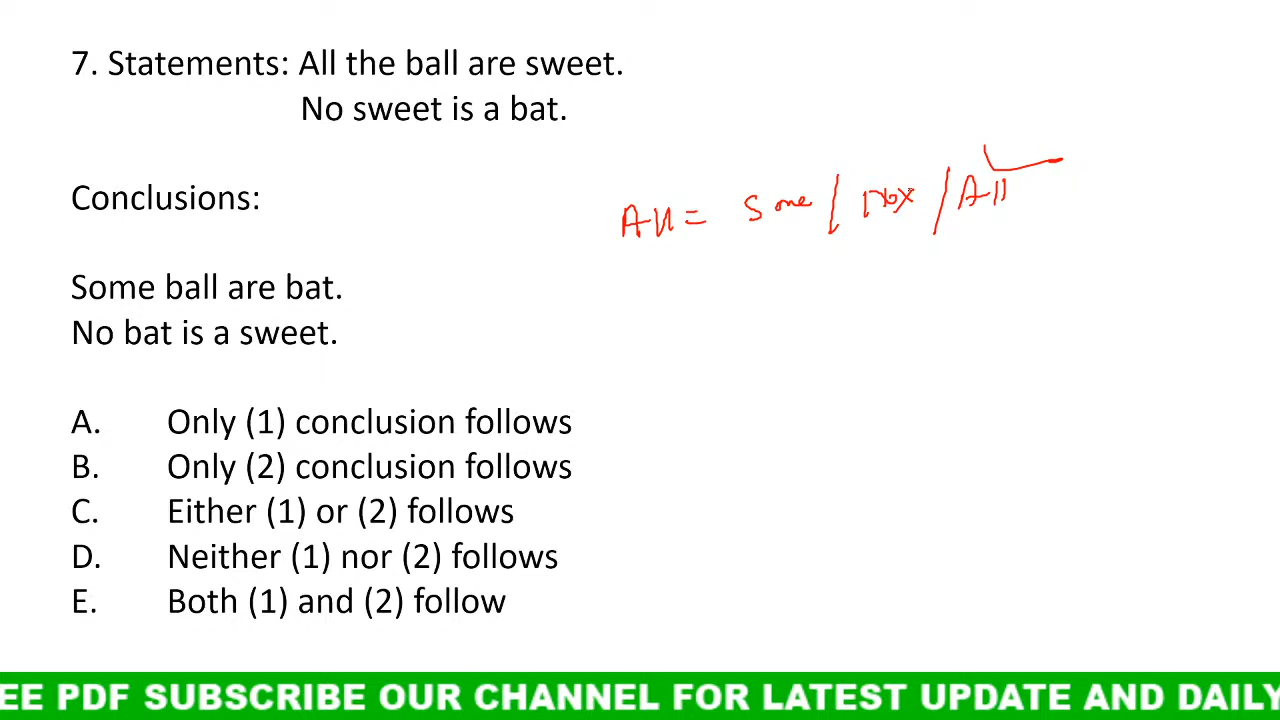 7. Statements: All the ball are sweet.
No sweet is a bat.
Conclusions:
All = Some / No x / All
Some ball are bat.
No bat is a sweet.
A. Only (1) conclusion follows
B. Only (2) conclusion follows
C. Either (1) or (2) follows
D. Neither (1) nor (2) follows
E. Both (1) and (2) follow
EE PDF SUBSCRIBE OUR CHANNEL FOR LATEST UPDATE AND DAILY